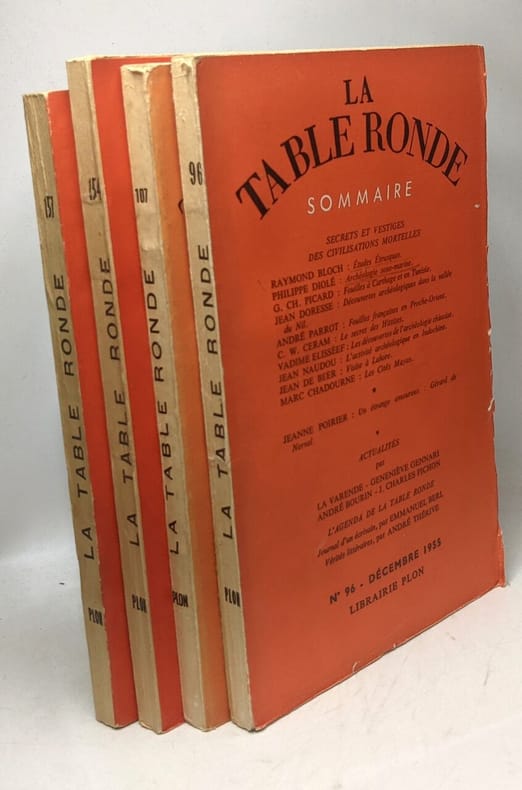 157
LA TABLE RONDE
PLON
154
LA TABLE RONDE
PLON
107
LA TABLE RONDE
PLON
96
LA TABLE RONDE
PLON
LA
TABLE RONDE
SOMMAIRE
SECRETS ET VESTIGES
DES CIVILISATIONS MORTELLES
RAYMOND BLOCH : Études Étrusques.
PHILIPPE DIOLÉ : Archéologie sous-marine.
G. CH. PICARD : Fouilles à Carthage et en Tunisie.
JEAN DORESSE : Découvertes archéologiques dans la vallée
du Nil.
ANDRÉ PARROT : Fouilles françaises en Proche-Orient.
C. W. CERAM : Le secret des Hittites.
VADIME ELISSÉEF : Les découvertes de l'archéologie chinoise.
JEAN NAUDOU : L'activité archéologique en Indochine.
JEAN DE BEER : Visite à Lahore.
MARC CHADOURNE : Les Cités Mayas.
JEANNE POIRIER : Un étrange amoureux : Gérard de
Nerval
ACTUALITÉS
par
LA VARENDE - GENEVIÈVE GENNARI
ANDRÉ BOURIN - J. CHARLES PICHON
L'AGENDA DE LA TABLE RONDE
Journal d'un écrivain, par EMMANUEL BERL
Vérités littéraires, par ANDRÉ THÉRIVE
N° 96 - DÉCEMBRE 1955
LIBRAIRIE PLON